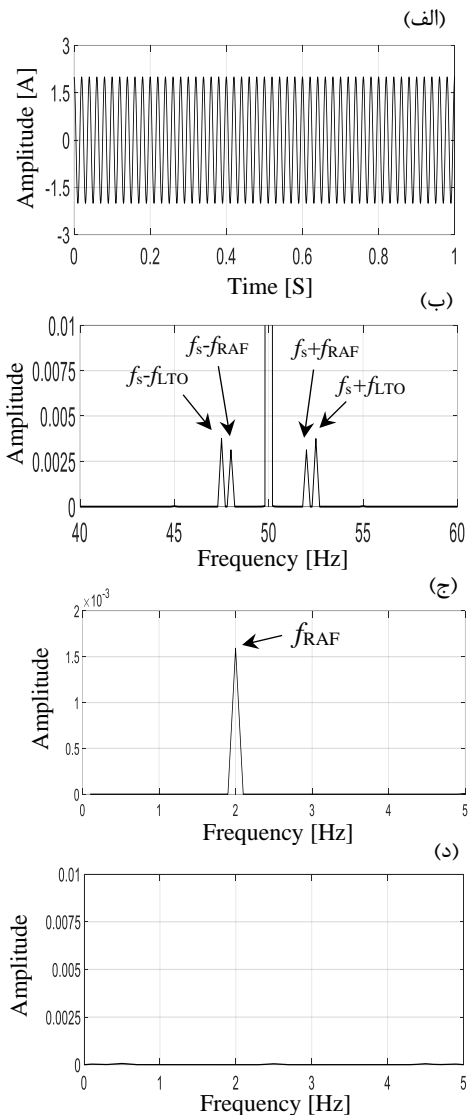 (الف)
3
1.5
0
-1.5
-3
Amplitude [A]
0 0.2 0.4 0.6 0.8 1
Time [S]
(ب)
0.01
0.0075
0.005
0.0025
0
Amplitude
fs-fRAF
fs+fRAF
fs-fLTO
fs+fLTO
40 45 50 55 60
Frequency [Hz]
(ج)
×10⁻³
2
1.5
1
0.5
0
Amplitude
fRAF
0 1 2 3 4 5
Frequency [Hz]
(د)
0.01
0.0075
0.005
0.0025
0
Amplitude
0 1 2 3 4 5
Frequency [Hz]